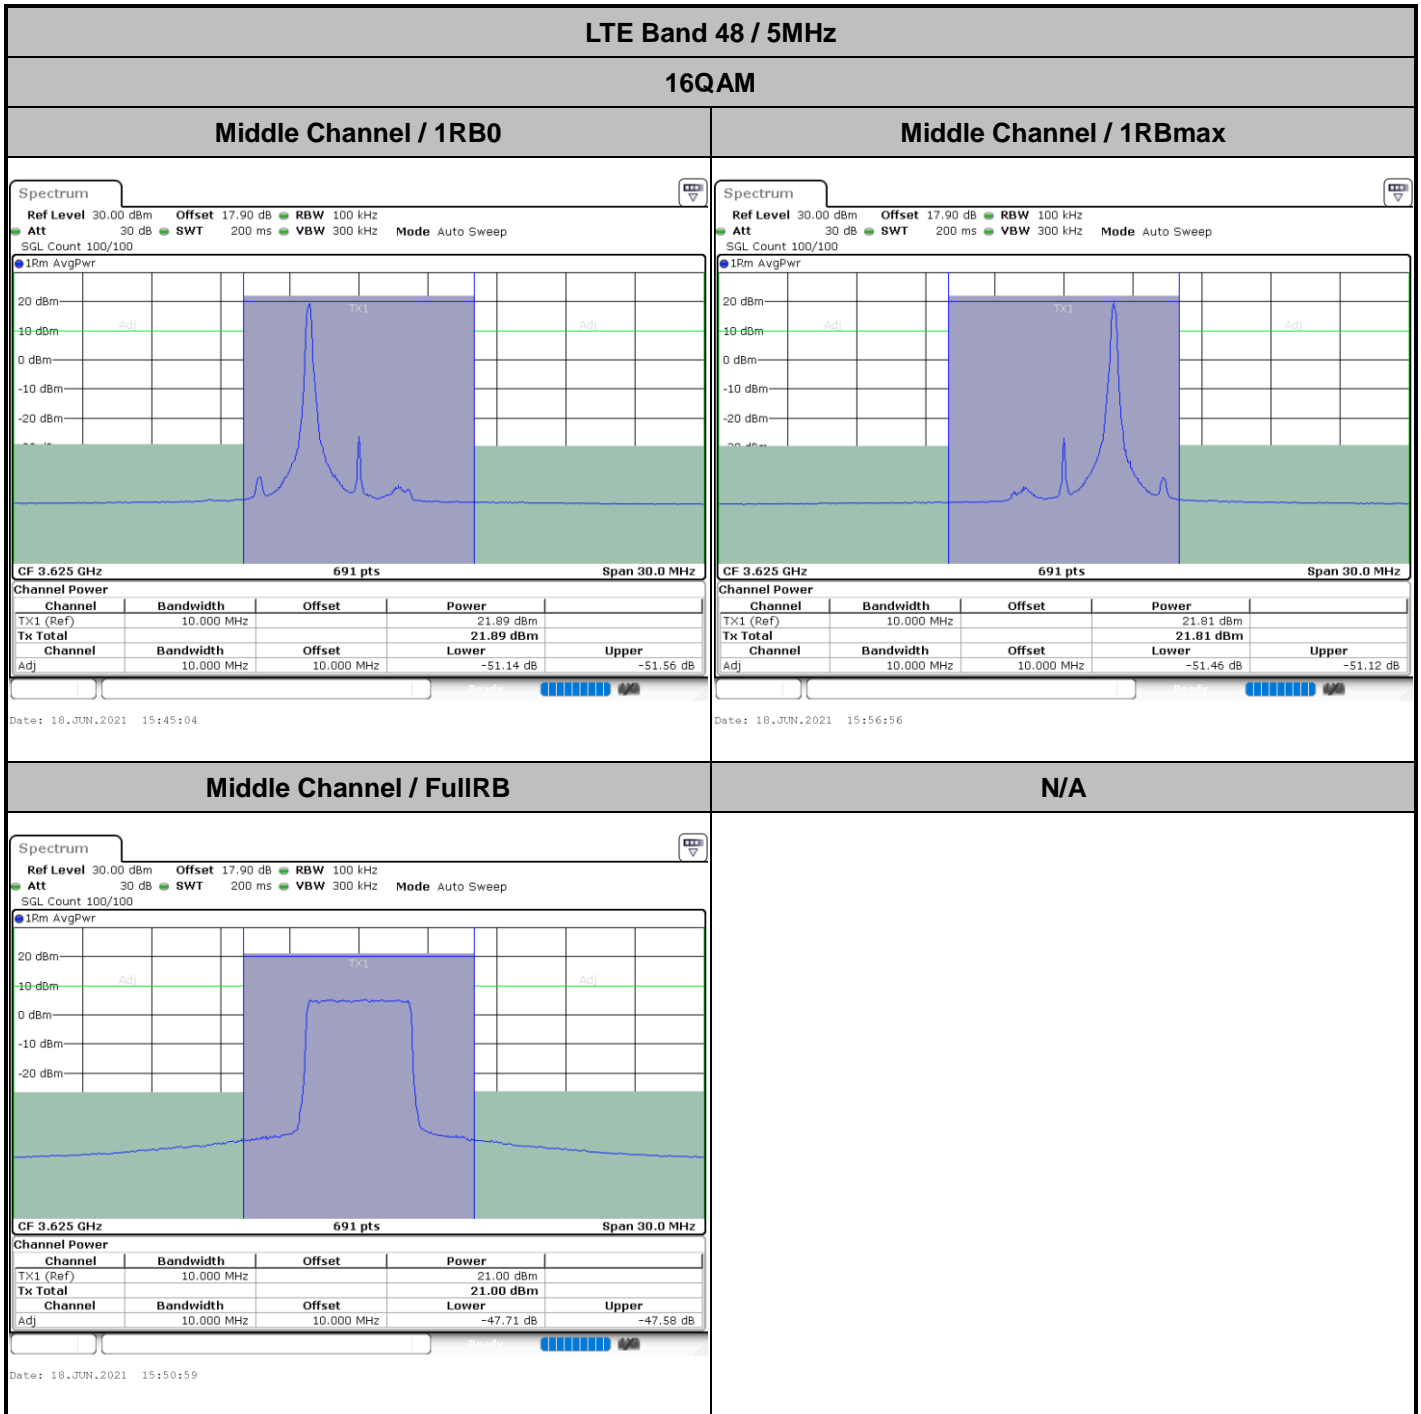 LTE Band 48 / 5MHz
16QAM
Middle Channel / 1RB0
Middle Channel / 1RBmax
Spectrum
Ref Level 30.00 dBm Offset 17.90 dB RBW 100 kHz
Att 30 dB SWT 200 ms VBW 300 kHz Mode Auto Sweep
SGL Count 100/100
1Rm AvgPwr
TX1
20 dBm
Adj
Adj
10 dBm
0 dBm
-10 dBm
-20 dBm
CF 3.625 GHz 691 pts Span 30.0 MHz
Channel Power
Channel Bandwidth Offset Power
TX1 (Ref) 10.000 MHz 21.89 dBm
Tx Total 21.89 dBm
Channel Bandwidth Offset Lower Upper
Adj 10.000 MHz 10.000 MHz -51.14 dB -51.56 dB
Ready
Date: 18.JUN.2021 15:45:04
Spectrum
Ref Level 30.00 dBm Offset 17.90 dB RBW 100 kHz
Att 30 dB SWT 200 ms VBW 300 kHz Mode Auto Sweep
SGL Count 100/100
1Rm AvgPwr
20 dBm
TX1
Adj
Adj
10 dBm
0 dBm
-10 dBm
-20 dBm
CF 3.625 GHz 691 pts Span 30.0 MHz
Channel Power
Channel Bandwidth Offset Power
TX1 (Ref) 10.000 MHz 21.81 dBm
Tx Total 21.81 dBm
Channel Bandwidth Offset Lower Upper
Adj 10.000 MHz 10.000 MHz -51.46 dB -51.12 dB
Ready
Date: 18.JUN.2021 15:56:56
Middle Channel / FullRB
N/A
Spectrum
Ref Level 30.00 dBm Offset 17.90 dB RBW 100 kHz
Att 30 dB SWT 200 ms VBW 300 kHz Mode Auto Sweep
SGL Count 100/100
1Rm AvgPwr
20 dBm
TX1
Adj
Adj
10 dBm
0 dBm
-10 dBm
-20 dBm
CF 3.625 GHz 691 pts Span 30.0 MHz
Channel Power
Channel Bandwidth Offset Power
TX1 (Ref) 10.000 MHz 21.00 dBm
Tx Total 21.00 dBm
Channel Bandwidth Offset Lower Upper
Adj 10.000 MHz 10.000 MHz -47.71 dB -47.58 dB
Ready
Date: 18.JUN.2021 15:50:59